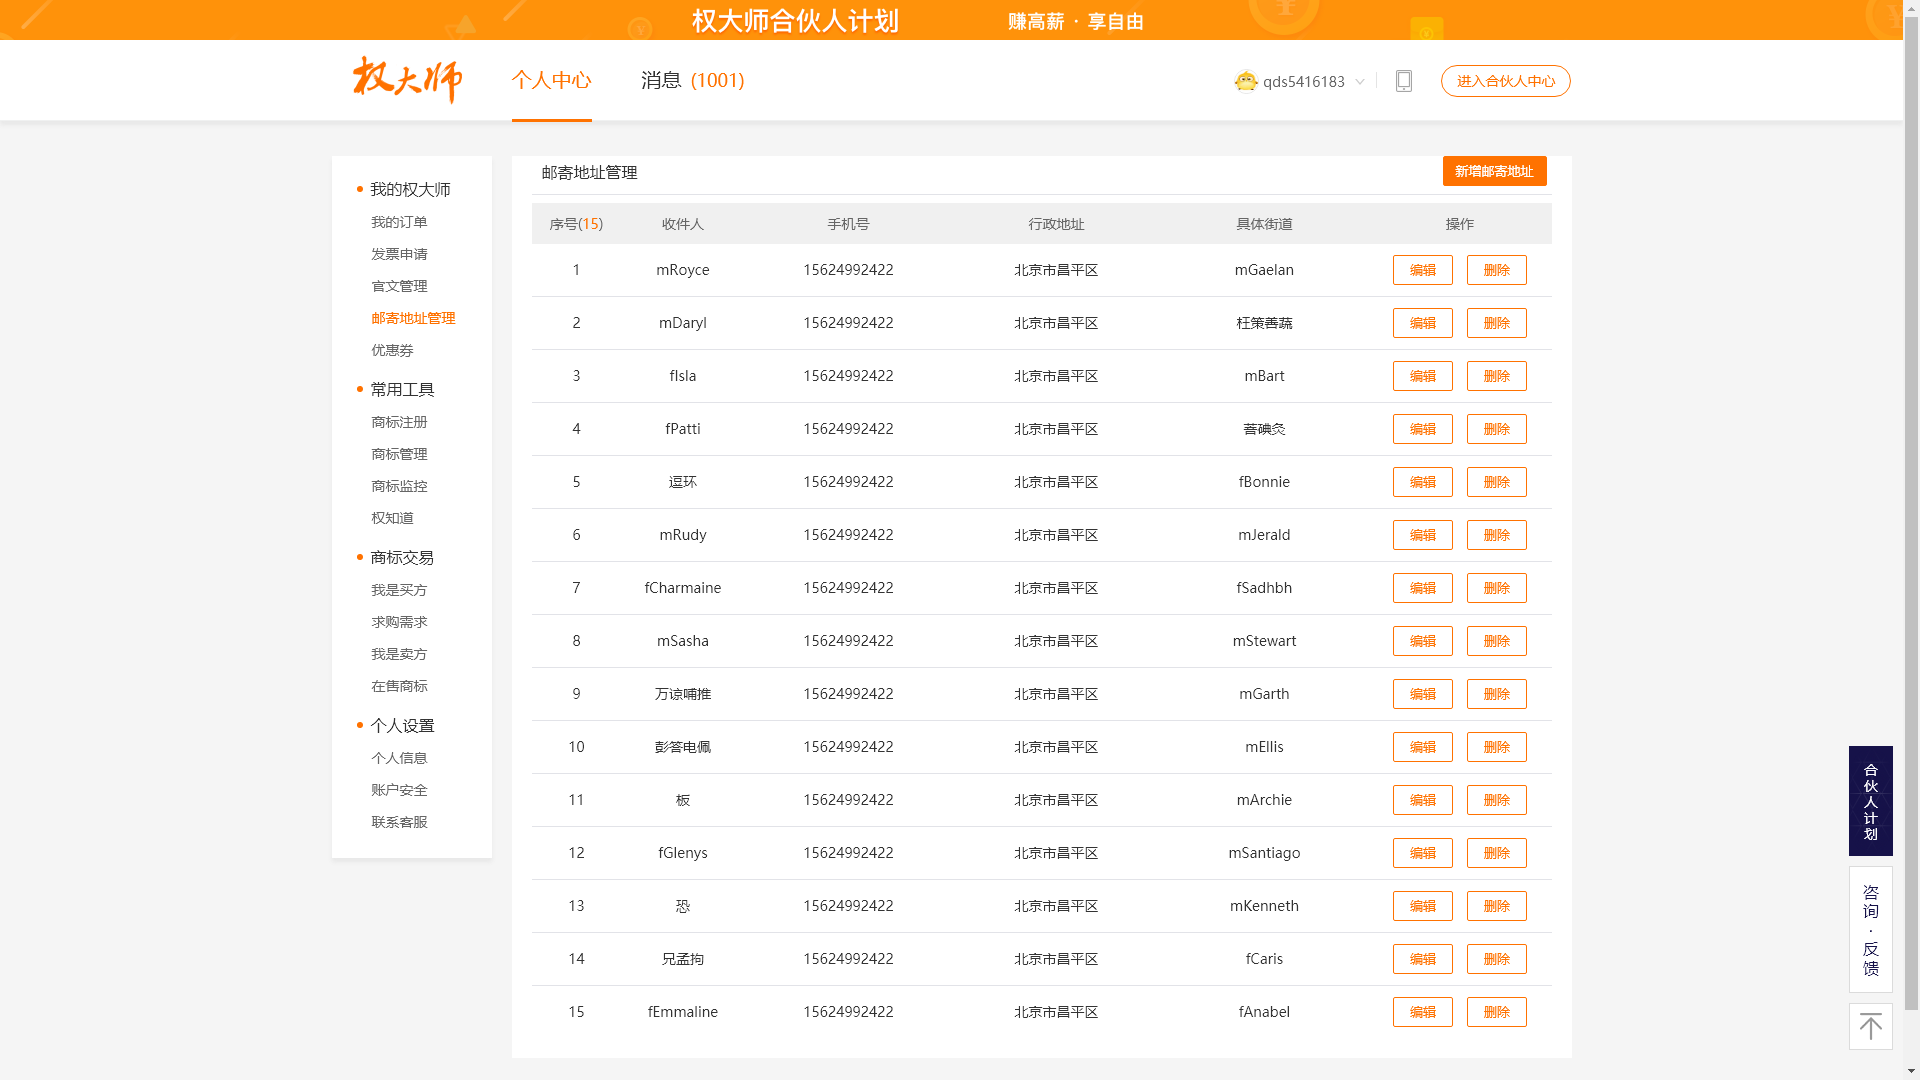 权大师合伙人计划 赚高薪 · 享自由
权大师 个人中心 消息 (1001) qds5416183 进入合伙人中心
我的权大师
我的订单
发票申请
官文管理
邮寄地址管理
优惠券
常用工具
商标注册
商标管理
商标监控
权知道
商标交易
我是买方
求购需求
我是卖方
在售商标
个人设置
个人信息
账户安全
联系客服
邮寄地址管理 新增邮寄地址
序号(15) 收件人 手机号 行政地址 具体街道 操作
1 mRoyce 15624992422 北京市昌平区 mGaelan 编辑 删除
2 mDaryl 15624992422 北京市昌平区 枉策善蔬 编辑 删除
3 fIsla 15624992422 北京市昌平区 mBart 编辑 删除
4 fPatti 15624992422 北京市昌平区 编辑 删除
5 逗环 15624992422 北京市昌平区 fBonnie 编辑 删除
6 mRudy 15624992422 北京市昌平区 mJerald 编辑 删除
7 fCharmaine 15624992422 北京市昌平区 fSadhbh 编辑 删除
8 mSasha 15624992422 北京市昌平区 mStewart 编辑 删除
9 万谅哺推 15624992422 北京市昌平区 mGarth 编辑 删除
10 彭答电佩 15624992422 北京市昌平区 mEllis 编辑 删除
11 板 15624992422 北京市昌平区 mArchie 编辑 删除
12 fGlenys 15624992422 北京市昌平区 mSantiago 编辑 删除
13 恐 15624992422 北京市昌平区 mKenneth 编辑 删除
14 兄孟拘 15624992422 北京市昌平区 fCaris 编辑 删除
15 fEmmaline 15624992422 北京市昌平区 fAnabel 编辑 删除
合伙人计划
咨询·反馈